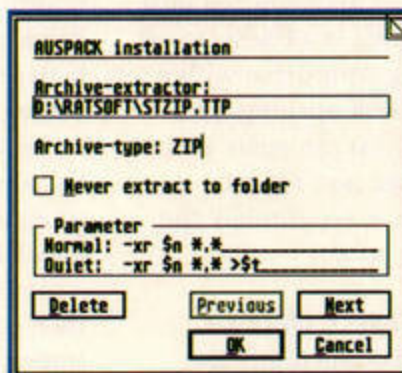 AUSPACK installation
Archive-extractor:
D:\RATSOFT\STZIP.TTP
Archive-type: ZIP
Never extract to folder
Parameter
Normal: -xr $n *.*
Quiet: -xr $n *.* >$t
Delete Previous Next
OK Cancel